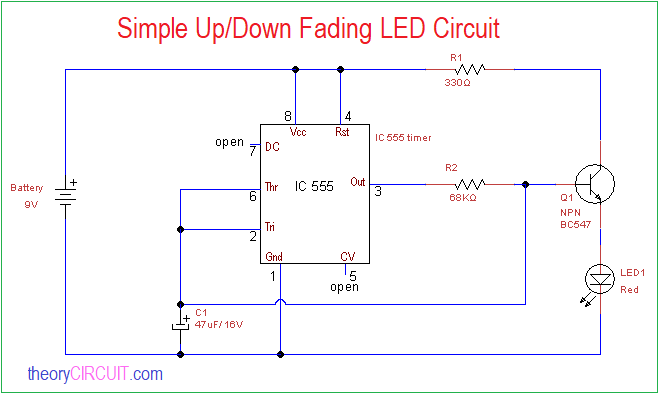 Simple Up/Down Fading LED Circuit
R1
330Ω
8
4
Vcc
Rst
IC 555 timer
open
7
DC
R2
Battery
9V
Thr
6
IC 555
Out
3
68KΩ
Q1
NPN
BC547
Tri
2
Gnd
CV
1
5
open
LED1
Red
C1
47uF/16V
theoryCIRCUIT.com